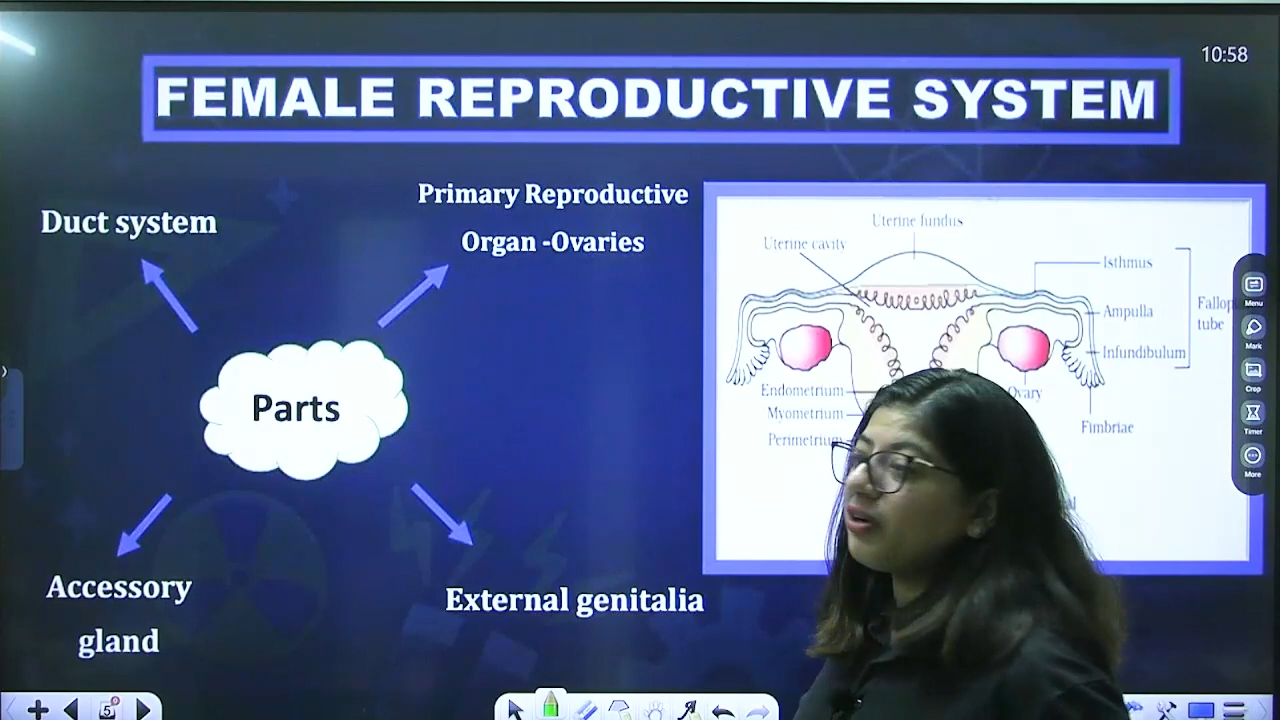 10:58
FEMALE REPRODUCTIVE SYSTEM
Duct system
Primary Reproductive
Organ -Ovaries
Parts
Accessory
gland
External genitalia
Uterine fundus
Uterine cavity
Isthmus
Ampulla
Infundibulum
Fallop
tube
Endometrium
Myometrium
Perimetrium
Ovary
Fimbriae
Menu
Mark
Crop
Timer
More
5